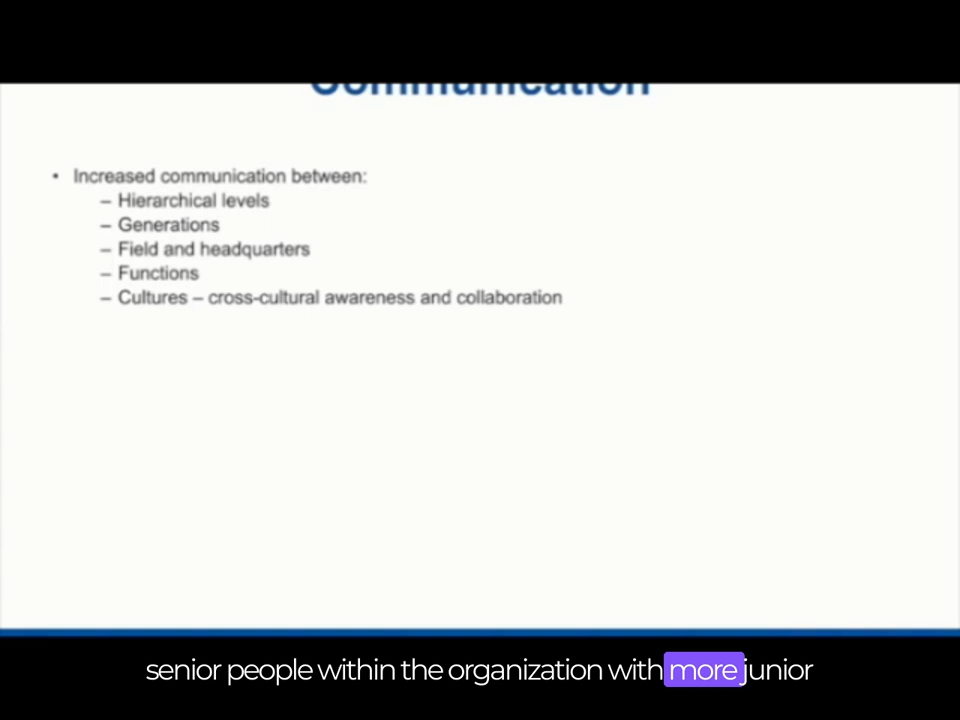 Communication
• Increased communication between:
– Hierarchical levels
– Generations
– Field and headquarters
– Functions
– Cultures – cross-cultural awareness and collaboration
senior people within the organization with more junior